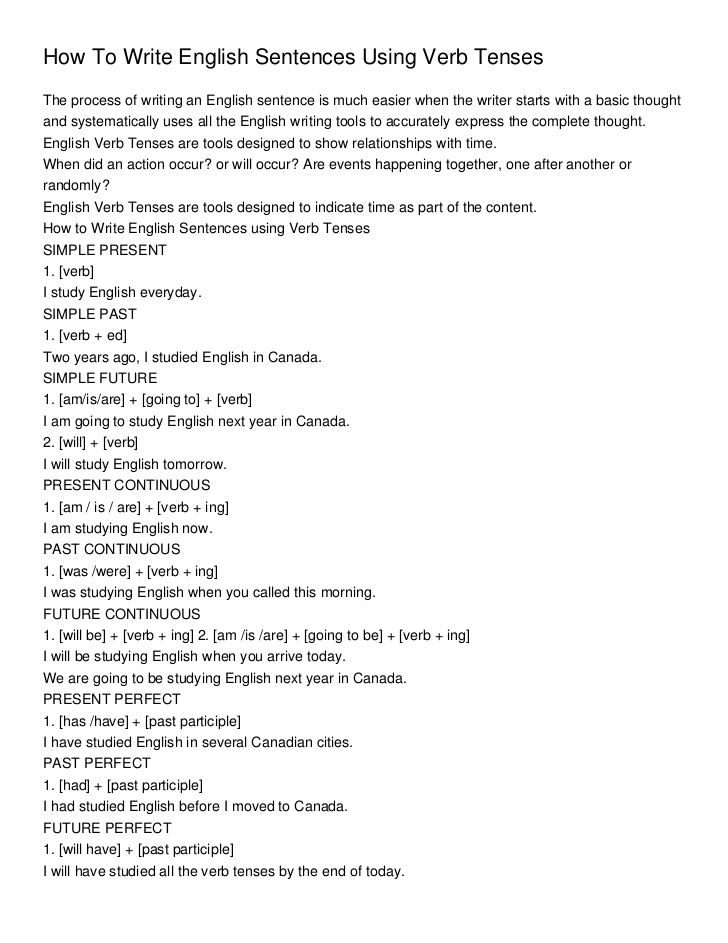 How To Write English Sentences Using Verb Tenses
The process of writing an English sentence is much easier when the writer starts with a basic thought
and systematically uses all the English writing tools to accurately express the complete thought.
English Verb Tenses are tools designed to show relationships with time.
When did an action occur? or will occur? Are events happening together, one after another or
randomly?
English Verb Tenses are tools designed to indicate time as part of the content.
How to Write English Sentences using Verb Tenses
SIMPLE PRESENT
1. [verb]
I study English everyday.
SIMPLE PAST
1. [verb + ed]
Two years ago, I studied English in Canada.
SIMPLE FUTURE
1. [am/is/are] + [going to] + [verb]
I am going to study English next year in Canada.
2. [will] + [verb]
I will study English tomorrow.
PRESENT CONTINUOUS
1. [am / is / are] + [verb + ing]
I am studying English now.
PAST CONTINUOUS
1. [was /were] + [verb + ing]
I was studying English when you called this morning.
FUTURE CONTINUOUS
1. [will be] + [verb + ing] 2. [am /is /are] + [going to be] + [verb + ing]
I will be studying English when you arrive today.
We are going to be studying English next year in Canada.
PRESENT PERFECT
1. [has /have] + [past participle]
I have studied English in several Canadian cities.
PAST PERFECT
1. [had] + [past participle]
I had studied English before I moved to Canada.
FUTURE PERFECT
1. [will have] + [past participle]
I will have studied all the verb tenses by the end of today.